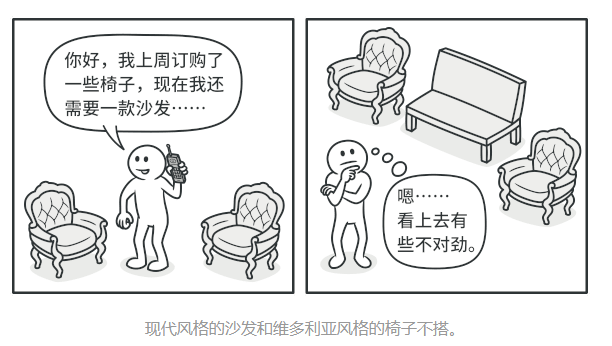 你好，我上周订购了
一些椅子，现在我还
需要一款沙发……
嗯……
看上去有
些不对劲。
现代风格的沙发和维多利亚风格的椅子不搭。